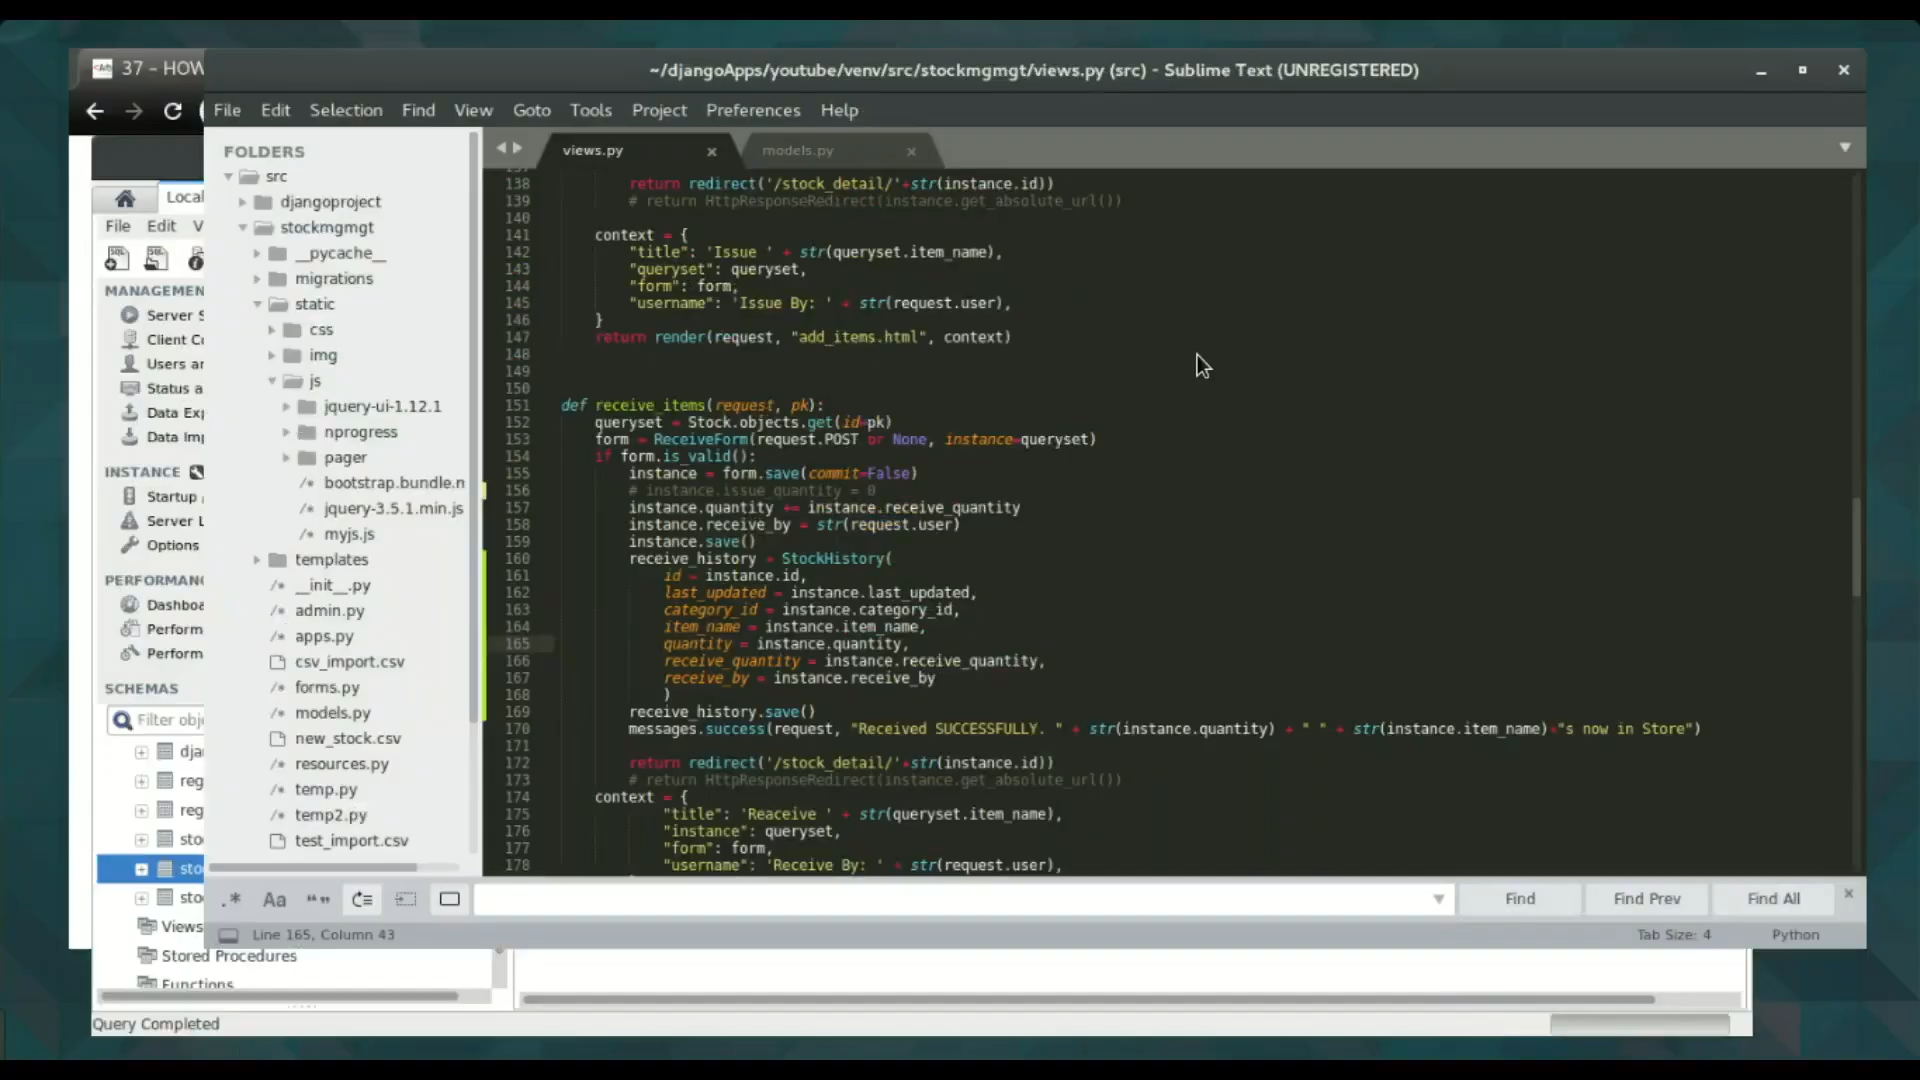 37 - HOW
~/djangoApps/youtube/venv/src/stockmgmgt/views.py (src) - Sublime Text (UNREGISTERED)
File Edit Selection Find View Goto Tools Project Preferences Help
Local
File Edit V
MANAGEMEN
Server S
Client C
Users an
Status a
Data Exp
Data Imp
INSTANCE
Startup
Server L
Options
PERFORMAN
Dashboa
Perform
Perform
SCHEMAS
Filter obje
dja
reg
reg
sto
sto
sto
Views
Stored Procedures
Functions
Query Completed
FOLDERS
src
djangoproject
stockmgmgt
__pycache__
migrations
static
css
img
js
jquery-ui-1.12.1
nprogress
pager
/* bootstrap.bundle.n
/* jquery-3.5.1.min.js
/* myjs.js
templates
/* __init__.py
/* admin.py
/* apps.py
csv_import.csv
/* forms.py
/* models.py
new_stock.csv
/* resources.py
/* temp.py
/* temp2.py
test_import.csv
views.py models.py
138 return redirect('/stock_detail/'+str(instance.id))
139 # return HttpResponseRedirect(instance.get_absolute_url())
140
141 context = {
142 "title": 'Issue ' + str(queryset.item_name),
143 "queryset": queryset,
144 "form": form,
145 "username": 'Issue By: ' + str(request.user),
146 }
147 return render(request, "add_items.html", context)
148
149
150
151 def receive_items(request, pk):
152 queryset = Stock.objects.get(id=pk)
153 form = ReceiveForm(request.POST or None, instance=queryset)
154 if form.is_valid():
155 instance = form.save(commit=False)
156 # instance.issue_quantity = 0
157 instance.quantity += instance.receive_quantity
158 instance.receive_by = str(request.user)
159 instance.save()
160 receive_history = StockHistory(
161 id = instance.id,
162 last_updated = instance.last_updated,
163 category_id = instance.category_id,
164 item_name = instance.item_name,
165 quantity = instance.quantity,
166 receive_quantity = instance.receive_quantity,
167 receive_by = instance.receive_by
168 )
169 receive_history.save()
170 messages.success(request, "Received SUCCESSFULLY. " + str(instance.quantity) + " " + str(instance.item_name)+"s now in Store")
171
172 return redirect('/stock_detail/'+str(instance.id))
173 # return HttpResponseRedirect(instance.get_absolute_url())
174 context = {
175 "title": 'Reaceive ' + str(queryset.item_name),
176 "instance": queryset,
177 "form": form,
178 "username": 'Receive By: ' + str(request.user),
.* Aa “” Find Find Prev Find All
Line 165, Column 43 Tab Size: 4 Python